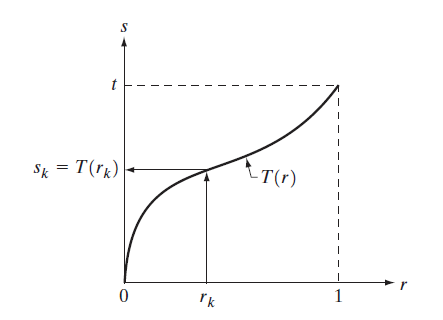 s
t
s_k = T(r_k)
T(r)
r
0
r_k
1